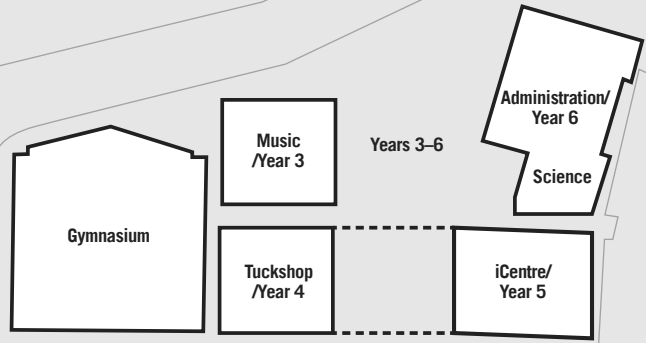 Administration/
Year 6
Music
/Year 3
Years 3–6
Science
Gymnasium
Tuckshop
/Year 4
iCentre/
Year 5